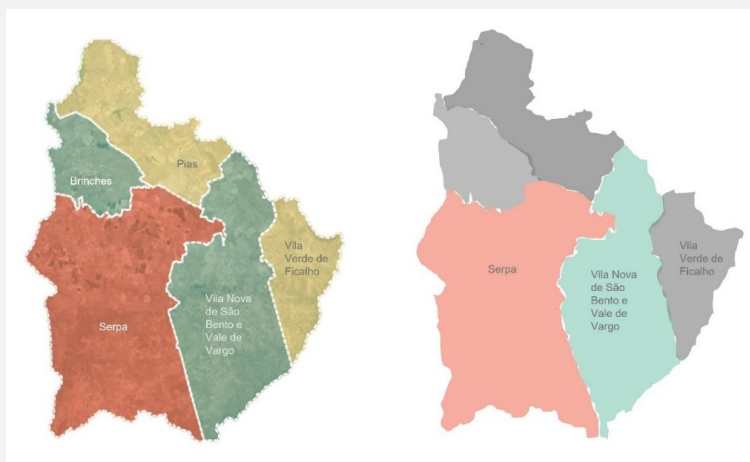 Pias
Brinches
Vila
Verde de
Ficalho
Vila Nova
de São
Bento e
Vale de
Vargo
Serpa
Vila
Verde de
Ficalho
Serpa
Vila Nova
de São
Bento e
Vale de
Vargo